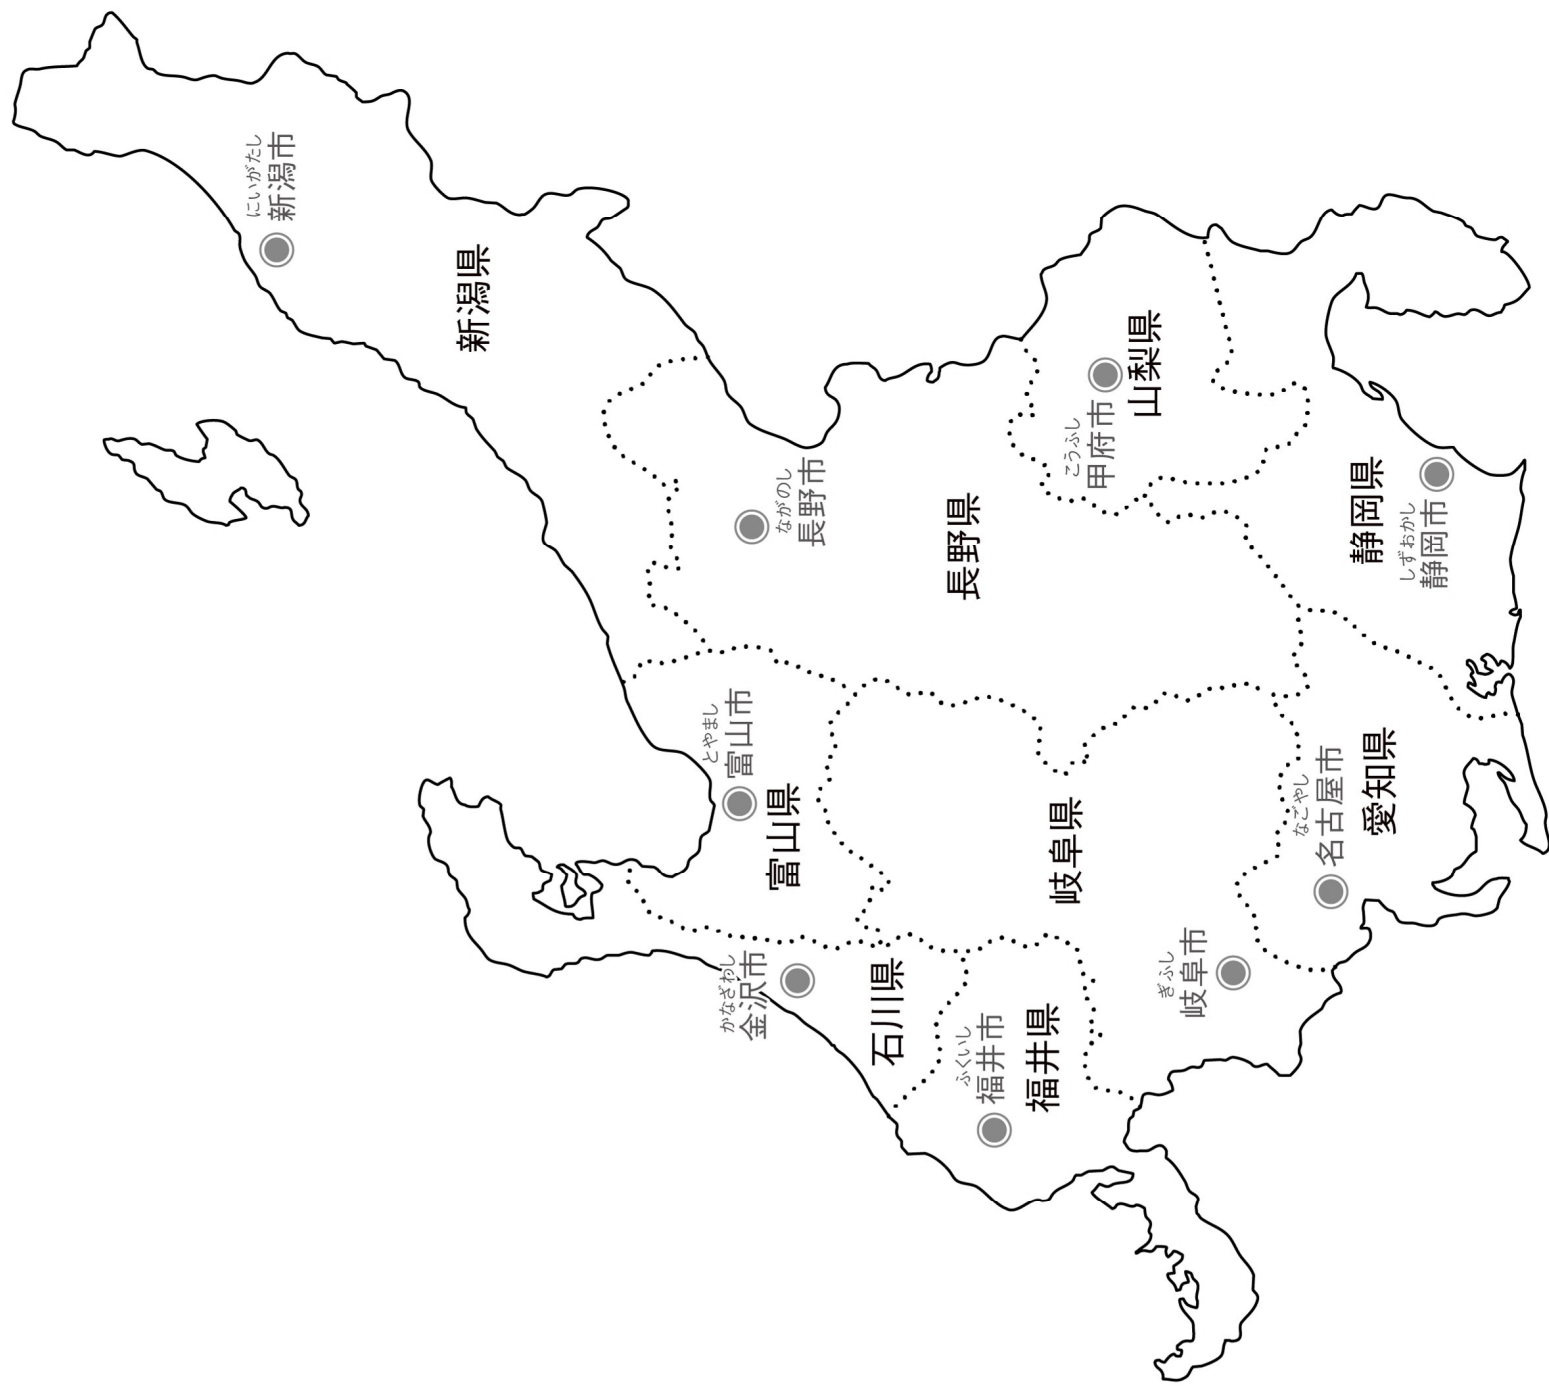 にいがたし
新潟市
新潟県
ながのし
長野市
長野県
こうふし
甲府市
山梨県
静岡県
しずおかし
静岡市
とやまし
富山市
富山県
岐阜県
ぎふし
岐阜市
なごやし
名古屋市
愛知県
かなざわし
金沢市
石川県
ふくいし
福井市
福井県